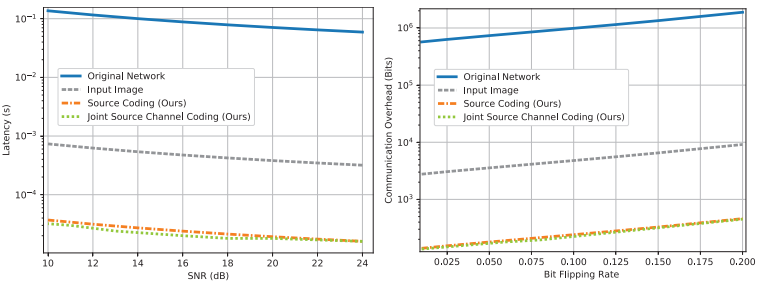 10⁻¹
10⁻²
10⁻³
10⁻⁴
Latency (s)
Original Network
Input Image
Source Coding (Ours)
Joint Source Channel Coding (Ours)
10 12 14 16 18 20 22 24
SNR (dB)
10⁶
10⁵
10⁴
10³
Communication Overhead (Bits)
Original Network
Input Image
Source Coding (Ours)
Joint Source Channel Coding (Ours)
0.025 0.050 0.075 0.100 0.125 0.150 0.175 0.200
Bit Flipping Rate